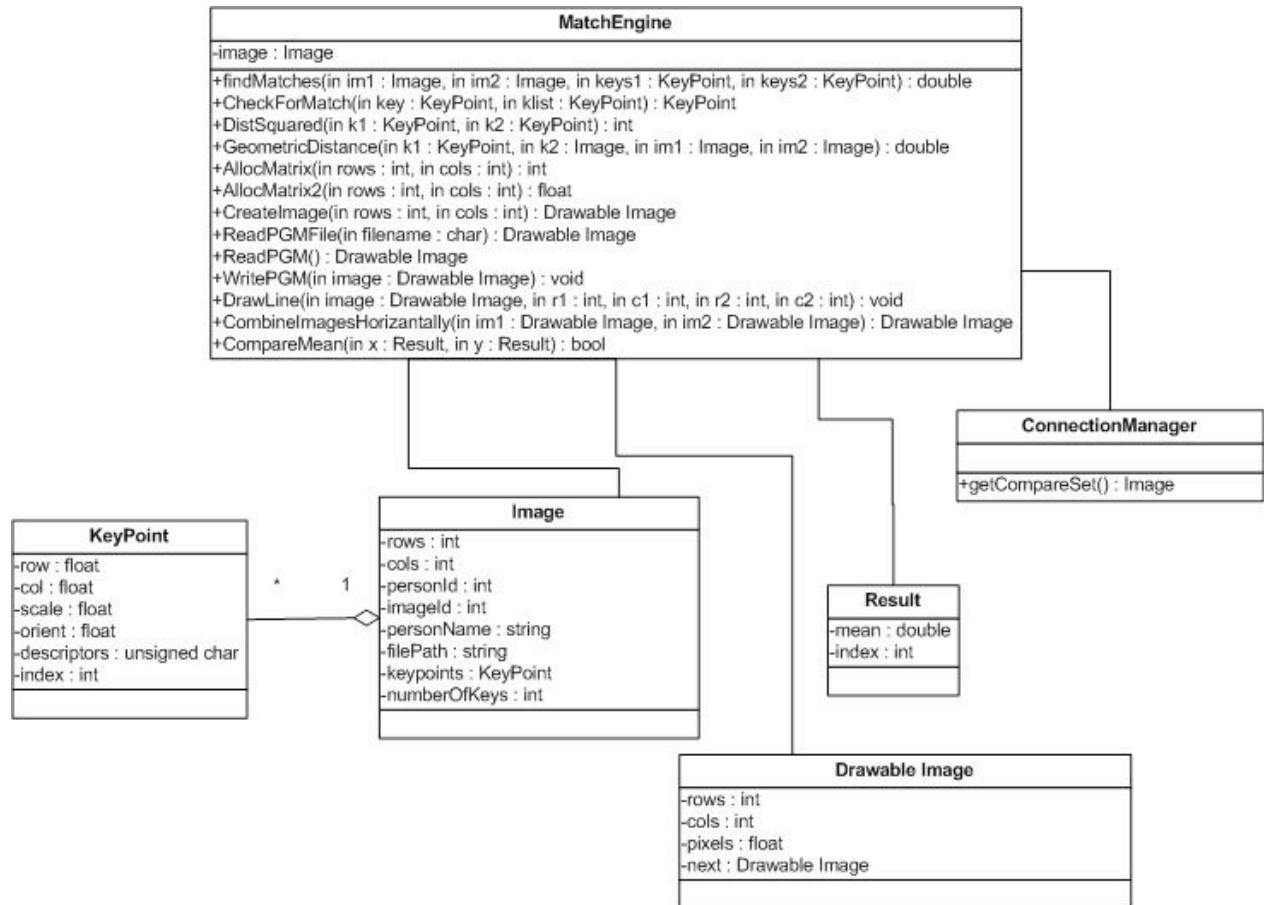 MatchEngine
-image : Image
+findMatches(in im1 : Image, in im2 : Image, in keys1 : KeyPoint, in keys2 : KeyPoint) : double
+CheckForMatch(in key : KeyPoint, in klist : KeyPoint) : KeyPoint
+DistSquared(in k1 : KeyPoint, in k2 : KeyPoint) : int
+GeometricDistance(in k1 : KeyPoint, in k2 : Image, in im1 : Image, in im2 : Image) : double
+AllocMatrix(in rows : int, in cols : int) : int
+AllocMatrix2(in rows : int, in cols : int) : float
+CreateImage(in rows : int, in cols : int) : Drawable Image
+ReadPGMFile(in filename : char) : Drawable Image
+ReadPGM() : Drawable Image
+WritePGM(in image : Drawable Image) : void
+DrawLine(in image : Drawable Image, in r1 : int, in c1 : int, in r2 : int, in c2 : int) : void
+CombineImagesHorizantally(in im1 : Drawable Image, in im2 : Drawable Image) : Drawable Image
+CompareMean(in x : Result, in y : Result) : bool
ConnectionManager
+getCompareSet() : Image
KeyPoint
-row : float
-col : float
-scale : float
-orient : float
-descriptors : unsigned char
-index : int
* 1
Image
-rows : int
-cols : int
-personId : int
-imageId : int
-personName : string
-filePath : string
-keypoints : KeyPoint
-numberOfKeys : int
Result
-mean : double
-index : int
Drawable Image
-rows : int
-cols : int
-pixels : float
-next : Drawable Image